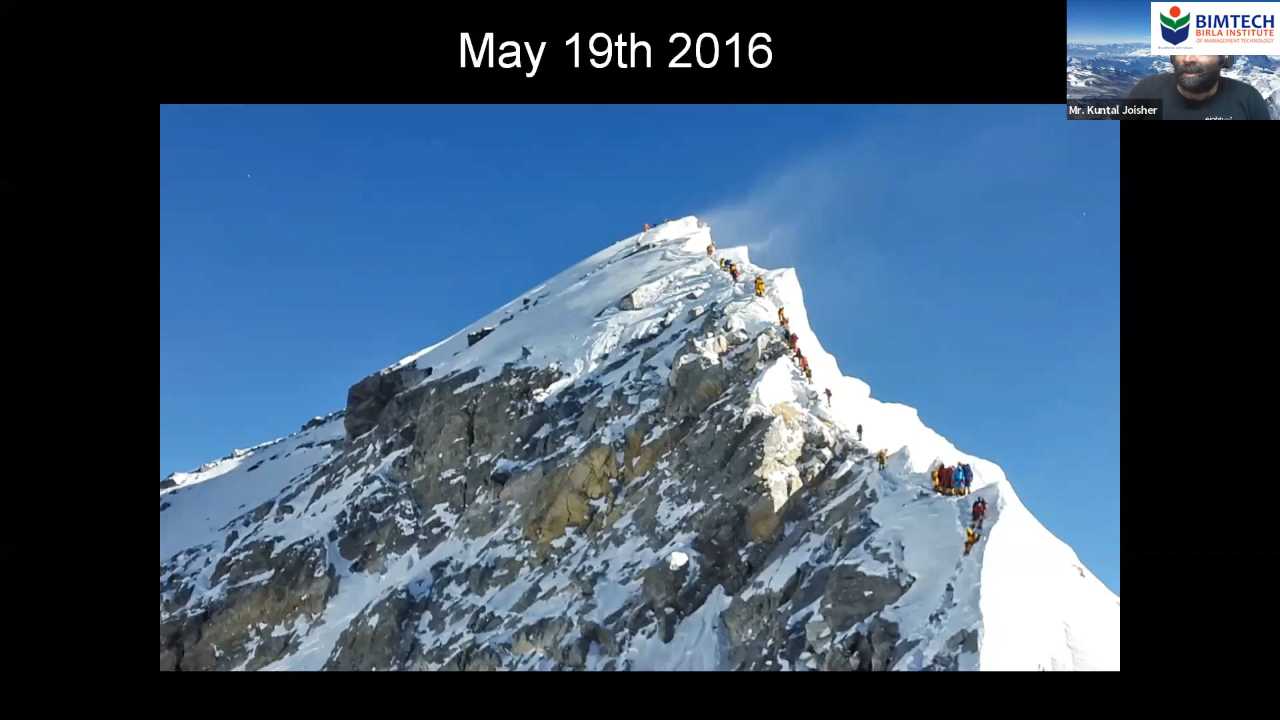 May 19th 2016
BIMTECH
BIRLA INSTITUTE
OF MANAGEMENT TECHNOLOGY
Mr. Kuntal Joisher